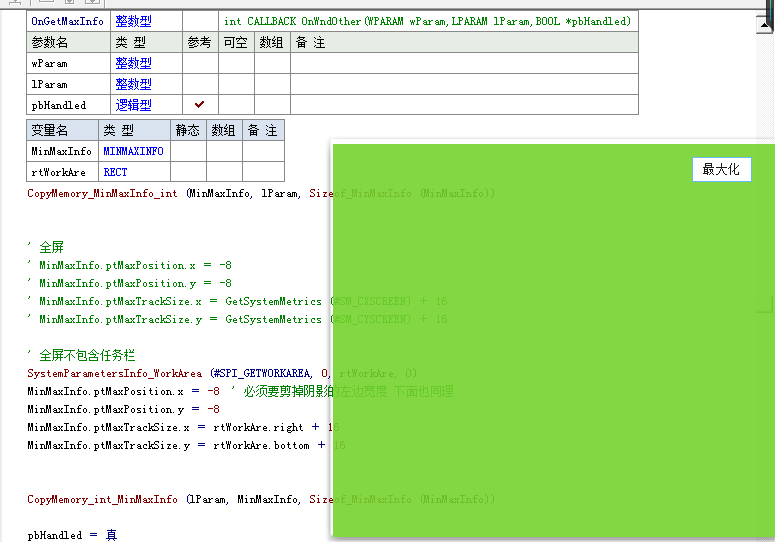 OnGetMaxInfo 整数型 int CALLBACK OnWndOther(WPARAM wParam,LPARAM lParam,BOOL *pbHandled)
参数名 类 型 参考 可空 数组 备 注
wParam 整数型
lParam 整数型
pbHandled 逻辑型 ✓
变量名 类 型 静态 数组 备 注
MinMaxInfo MINMAXINFO
rtWorkAre RECT
最大化
CopyMemory_MinMaxInfo_int (MinMaxInfo, lParam, Sizeof_MinMaxInfo (MinMaxInfo))
' 全屏
' MinMaxInfo.ptMaxPosition.x = -8
' MinMaxInfo.ptMaxPosition.y = -8
' MinMaxInfo.ptMaxTrackSize.x = GetSystemMetrics (#SM_CXSCREEN) + 16
' MinMaxInfo.ptMaxTrackSize.y = GetSystemMetrics (#SM_CYSCREEN) + 16
' 全屏不包含任务栏
SystemParametersInfo_WorkArea (#SPI_GETWORKAREA, 0, rtWorkAre, 0)
MinMaxInfo.ptMaxPosition.x = -8 ' 必须要剪掉阴影的左边宽度 下面也同理
MinMaxInfo.ptMaxPosition.y = -8
MinMaxInfo.ptMaxTrackSize.x = rtWorkAre.right + 16
MinMaxInfo.ptMaxTrackSize.y = rtWorkAre.bottom + 16
CopyMemory_int_MinMaxInfo (lParam, MinMaxInfo, Sizeof_MinMaxInfo (MinMaxInfo))
pbHandled = 真